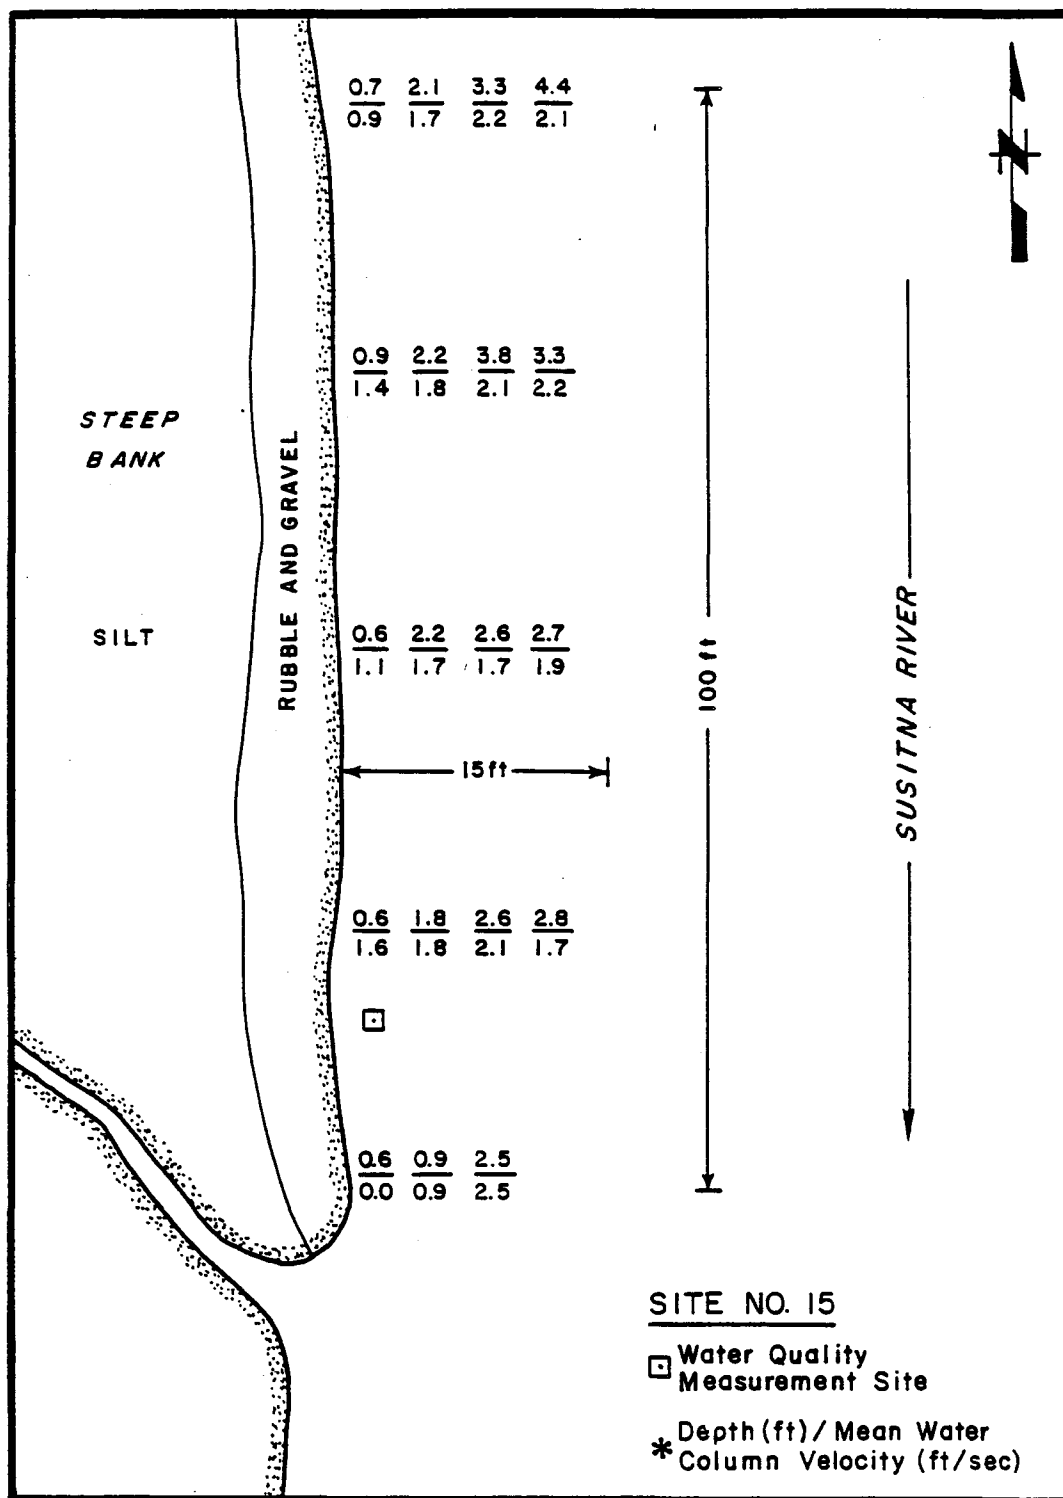 0.7 2.1 3.3 4.4
0.9 1.7 2.2 2.1
N
0.9 2.2 3.8 3.3
1.4 1.8 2.1 2.2
STEEP
BANK
RUBBLE AND GRAVEL
SILT
0.6 2.2 2.6 2.7
1.1 1.7 1.7 1.9
100 ft
SUSITNA RIVER
15 ft
0.6 1.8 2.6 2.8
1.6 1.8 2.1 1.7
0.6 0.9 2.5
0.0 0.9 2.5
SITE NO. 15
Water Quality
Measurement Site
* Depth (ft) / Mean Water
Column Velocity (ft/sec)